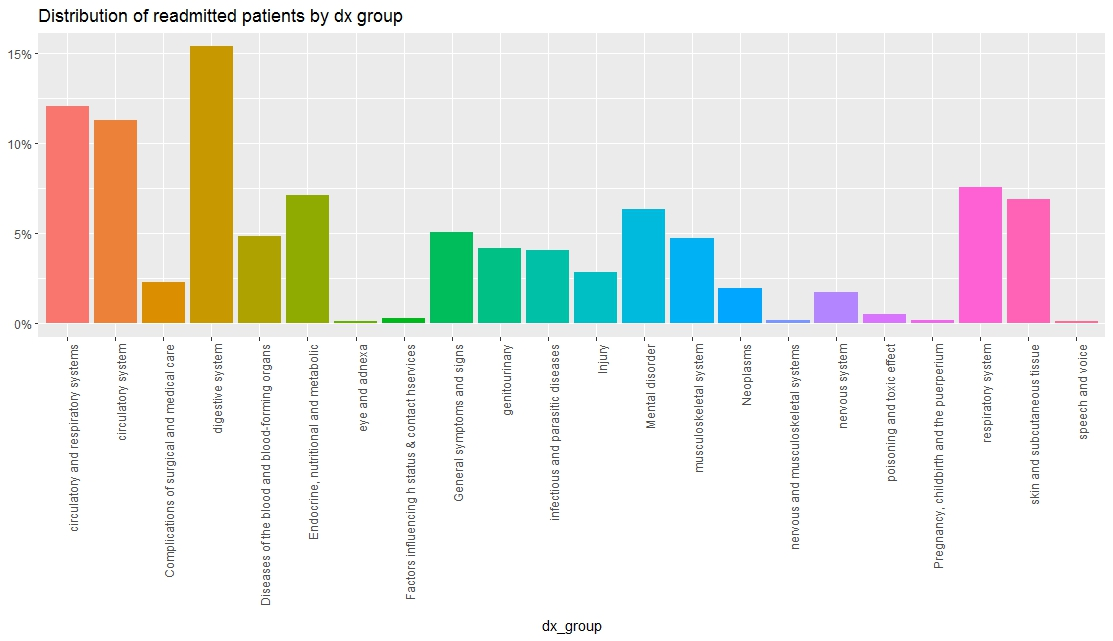 Distribution of readmitted patients by dx group
15%
10%
5%
0%
circulatory and respiratory systems
circulatory system
Complications of surgical and medical care
digestive system
Diseases of the blood and blood-forming organs
Endocrine, nutritional and metabolic
eye and adnexa
Factors influencing h status & contact hservices
General symptoms and signs
genitourinary
infectious and parasitic diseases
Injury
Mental disorder
musculoskeletal system
Neoplasms
nervous and musculoskeletal systems
nervous system
poisoning and toxic effect
Pregnancy, childbirth and the puerperium
respiratory system
skin and subcutaneous tissue
speech and voice
dx_group